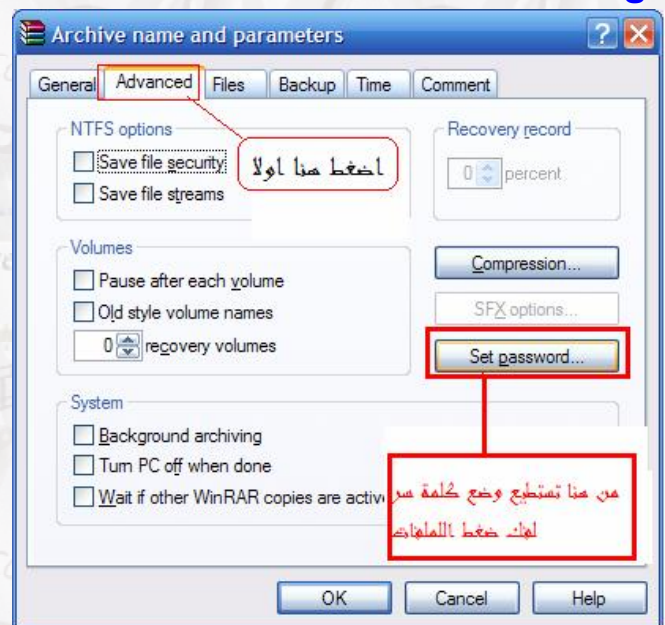 Archive name and parameters
General Advanced Files Backup Time Comment
NTFS options
Save file security
Save file streams
اضغط هنا اولا
Recovery record
0 percent
Volumes
Pause after each volume
Old style volume names
0 recovery volumes
Compression...
SFX options...
Set password...
System
Background archiving
Turn PC off when done
Wait if other WinRAR copies are active
من هنا تستطيع وضع كلمة سر
لفك ضغط الملفات
OK Cancel Help